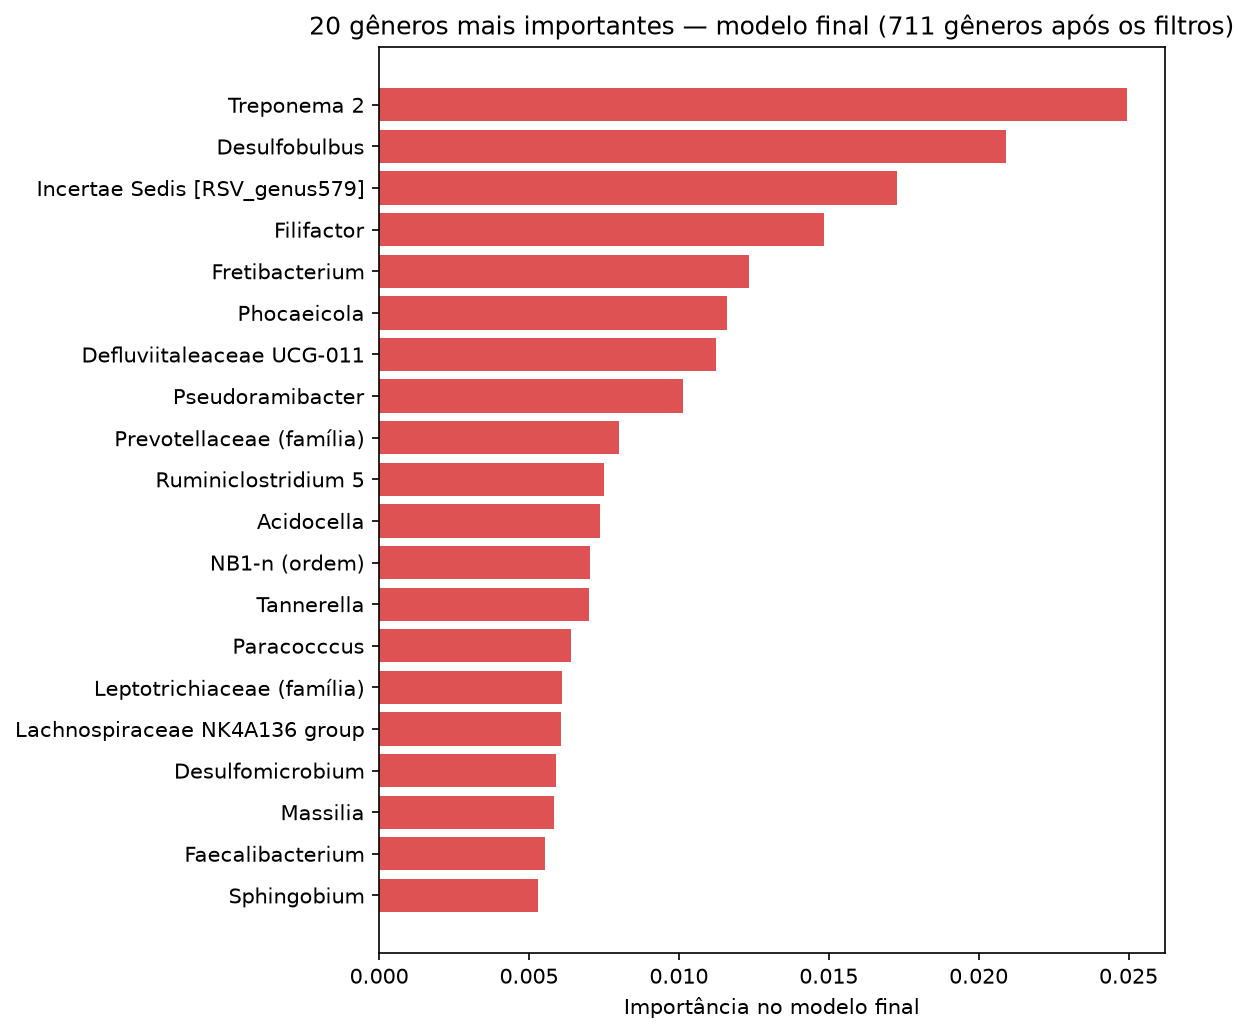 20 gêneros mais importantes — modelo final (711 gêneros após os filtros)
Treponema 2
Desulfobulbus
Incertae Sedis [RSV_genus579]
Filifactor
Fretibacterium
Phocaeicola
Defluviitaleaceae UCG-011
Pseudoramibacter
Prevotellaceae (família)
Ruminiclostridium 5
Acidocella
NB1-n (ordem)
Tannerella
Paracocccus
Leptotrichiaceae (família)
Lachnospiraceae NK4A136 group
Desulfomicrobium
Massilia
Faecalibacterium
Sphingobium
0.000 0.005 0.010 0.015 0.020 0.025
Importância no modelo final